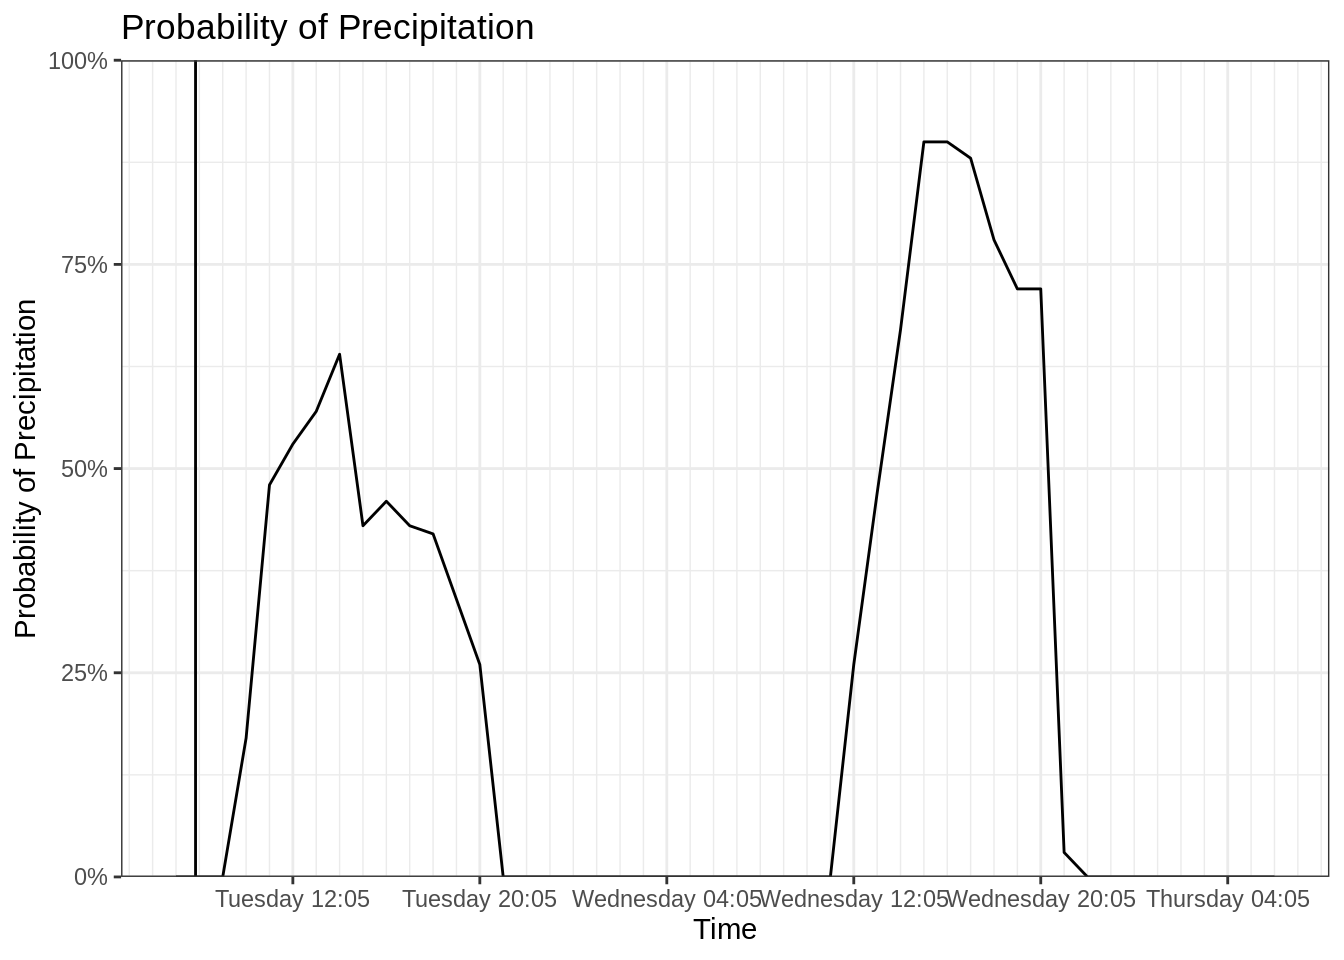 Probability of Precipitation
Probability of Precipitation
100%
75%
50%
25%
0%
Tuesday 12:05 Tuesday 20:05 Wednesday 04:05 Wednesday 12:05 Wednesday 20:05 Thursday 04:05
Time